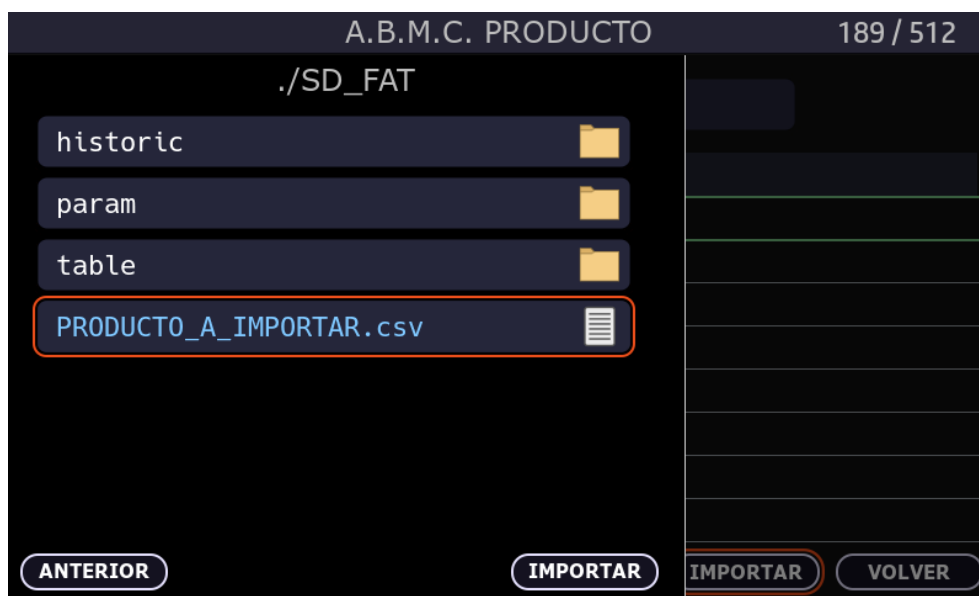 A.B.M.C. PRODUCTO
189 / 512
./SD_FAT
historic
param
table
PRODUCTO_A_IMPORTAR.csv
ANTERIOR
IMPORTAR
IMPORTAR
VOLVER